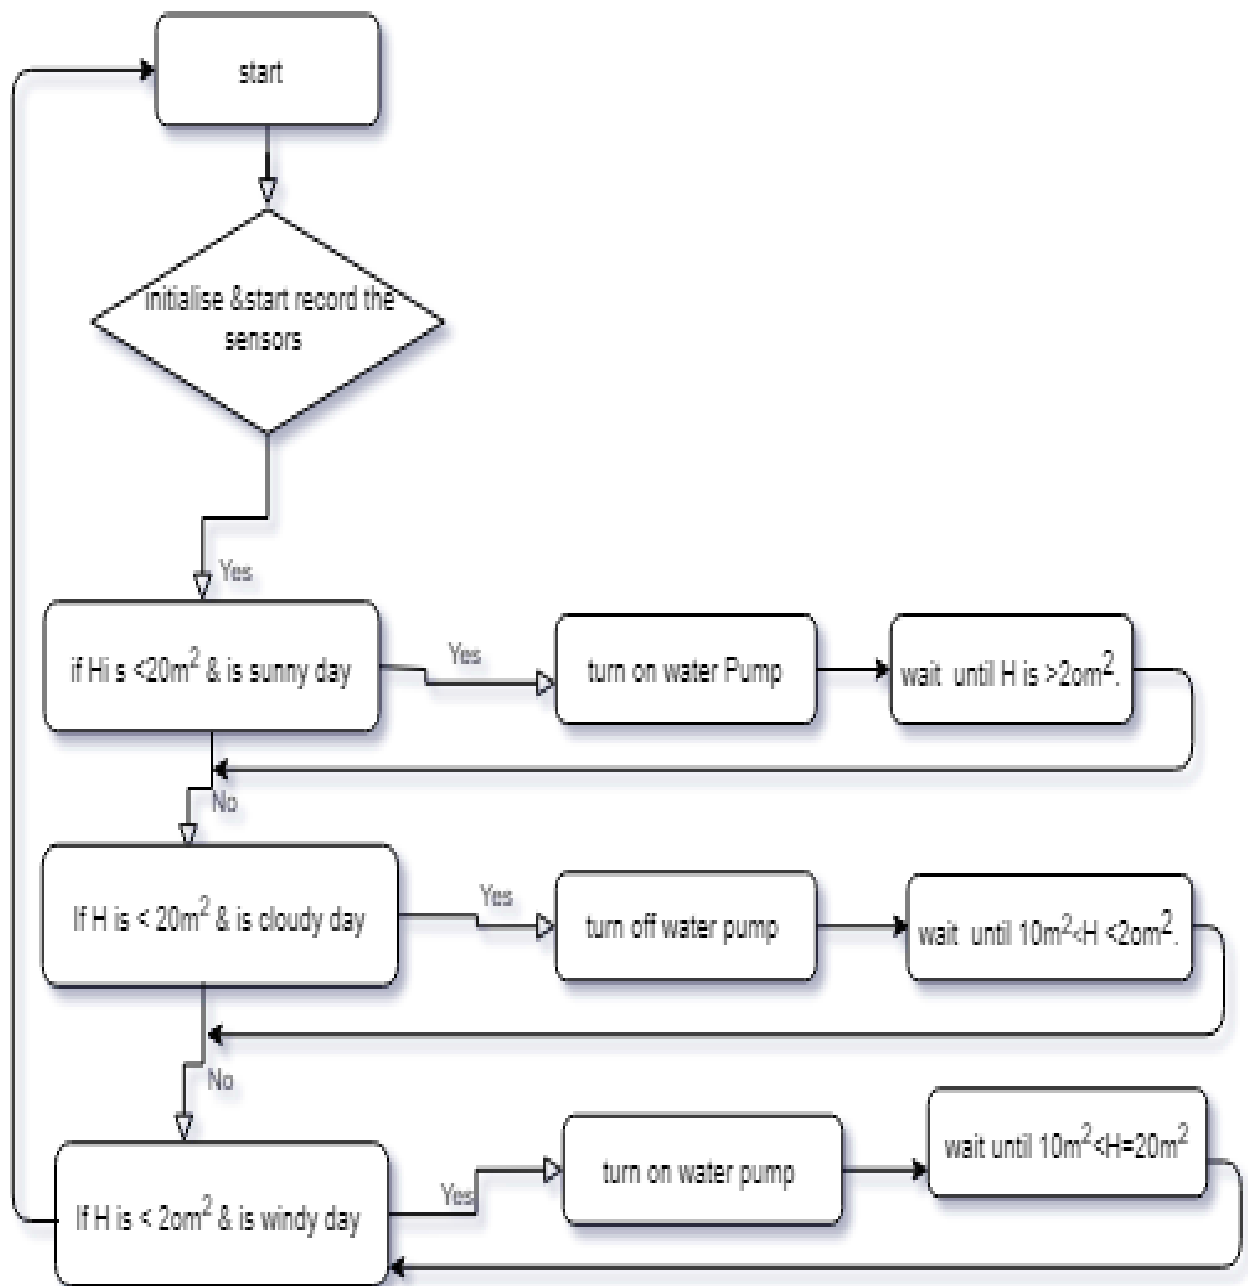 start
initialise &start record the
sensors
Yes
if Hi s <20m² & is sunny day
Yes
turn on water Pump
wait until H is >2om².
No
If H is < 20m² & is cloudy day
Yes
turn off water pump
wait until 10m²<H <2om².
No
If H is < 2om² & is windy day
Yes
turn on water pump
wait until 10m²<H=20m²